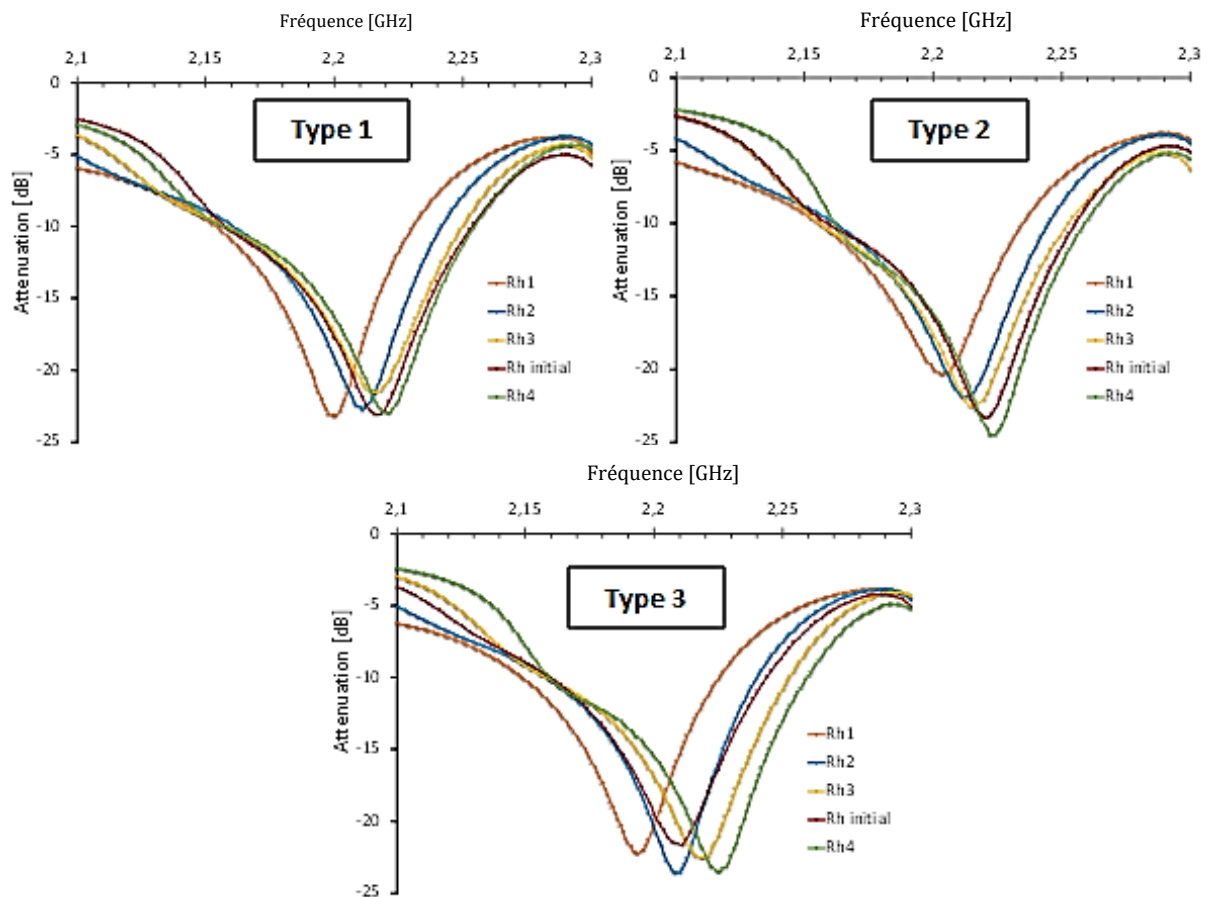 Fréquence [GHz]
2,1 2,15 2,2 2,25 2,3
0
-5
-10
-15
-20
-25
Attenuation [dB]
Type 1
Rh1
Rh2
Rh3
Rh initial
Rh4
Fréquence [GHz]
2,1 2,15 2,2 2,25 2,3
0
-5
-10
-15
-20
-25
Attenuation [dB]
Type 2
Rh1
Rh2
Rh3
Rh initial
Rh4
Fréquence [GHz]
2,1 2,15 2,2 2,25 2,3
0
-5
-10
-15
-20
-25
Attenuation [dB]
Type 3
Rh1
Rh2
Rh3
Rh initial
Rh4